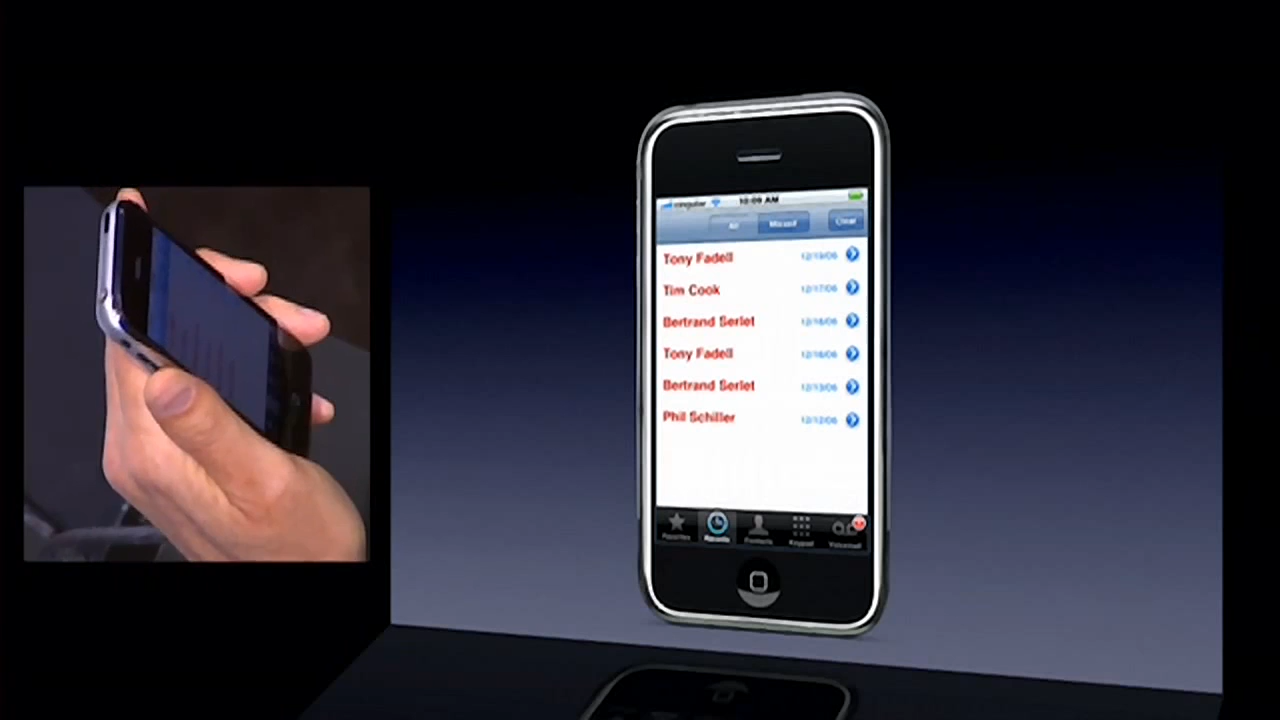 cingular 10:09 AM
All Missed Clear
Tony Fadell 12/19/06
Tim Cook 12/17/06
Bertrand Serlet 12/16/06
Tony Fadell 12/16/06
Bertrand Serlet 12/13/06
Phil Schiller 12/12/06
Favorites Recents Contacts Keypad Voicemail